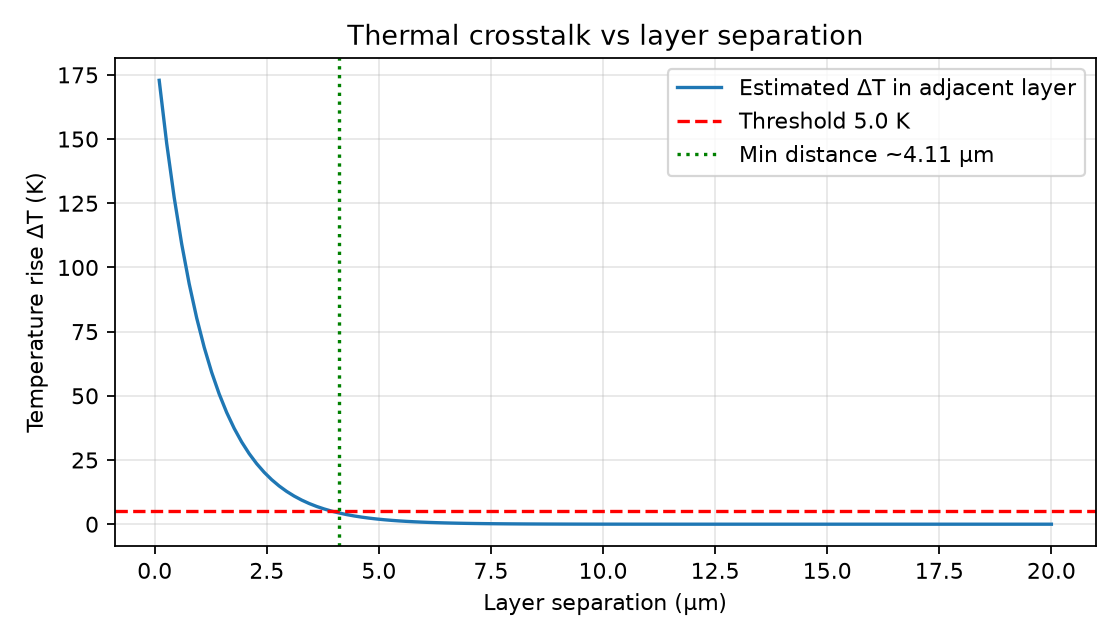 Thermal crosstalk vs layer separation
Estimated ΔT in adjacent layer
Threshold 5.0 K
Min distance ~4.11 μm
Temperature rise ΔT (K)
175
150
125
100
75
50
25
0
0.0 2.5 5.0 7.5 10.0 12.5 15.0 17.5 20.0
Layer separation (μm)